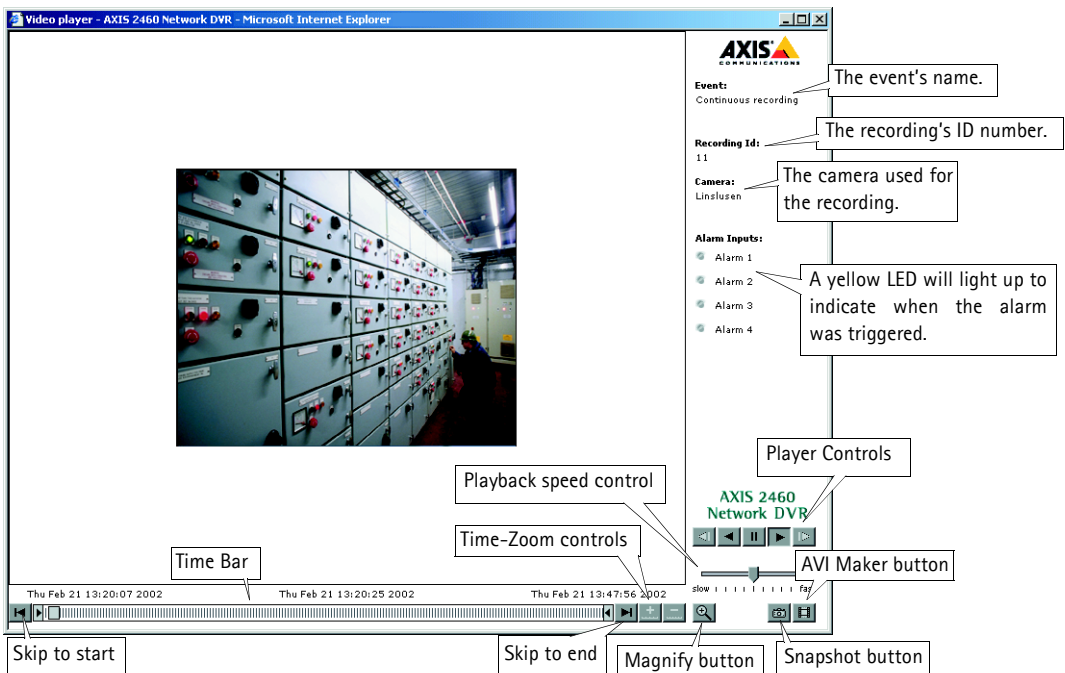 Video player - AXIS 2460 Network DVR - Microsoft Internet Explorer
AXIS
COMMUNICATIONS
Event:
Continuous recording
The event's name.
Recording Id:
11
The recording's ID number.
Camera:
Linslusen
The camera used for
the recording.
Alarm Inputs:
Alarm 1
Alarm 2
Alarm 3
Alarm 4
A yellow LED will light up to
indicate when the alarm
was triggered.
Player Controls
Playback speed control
AXIS 2460
Network DVR
Time-Zoom controls
Time Bar
AVI Maker button
slow
fas
Thu Feb 21 13:20:07 2002
Thu Feb 21 13:20:25 2002
Thu Feb 21 13:47:56 2002
Skip to start
Skip to end
Magnify button
Snapshot button